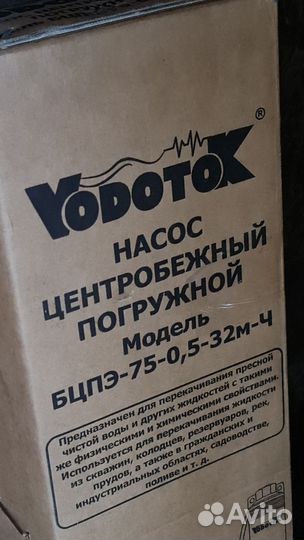 VODOTOK®
НАСОС
ЦЕНТРОБЕЖНЫЙ
ПОГРУЖНОЙ
Модель
БЦПЭ-75-0,5-32м-Ч
Предназначен для перекачивания пресной
чистой воды и других жидкостей с такими
же физическими и химическими свойствами.
Используется для перекачивания жидкости
из скважин, колодцев, резервуаров, рек,
прудов, а также в гражданских и
индустриальных областях, садоводстве,
поливе и т. д.
VODOTOK
Avito